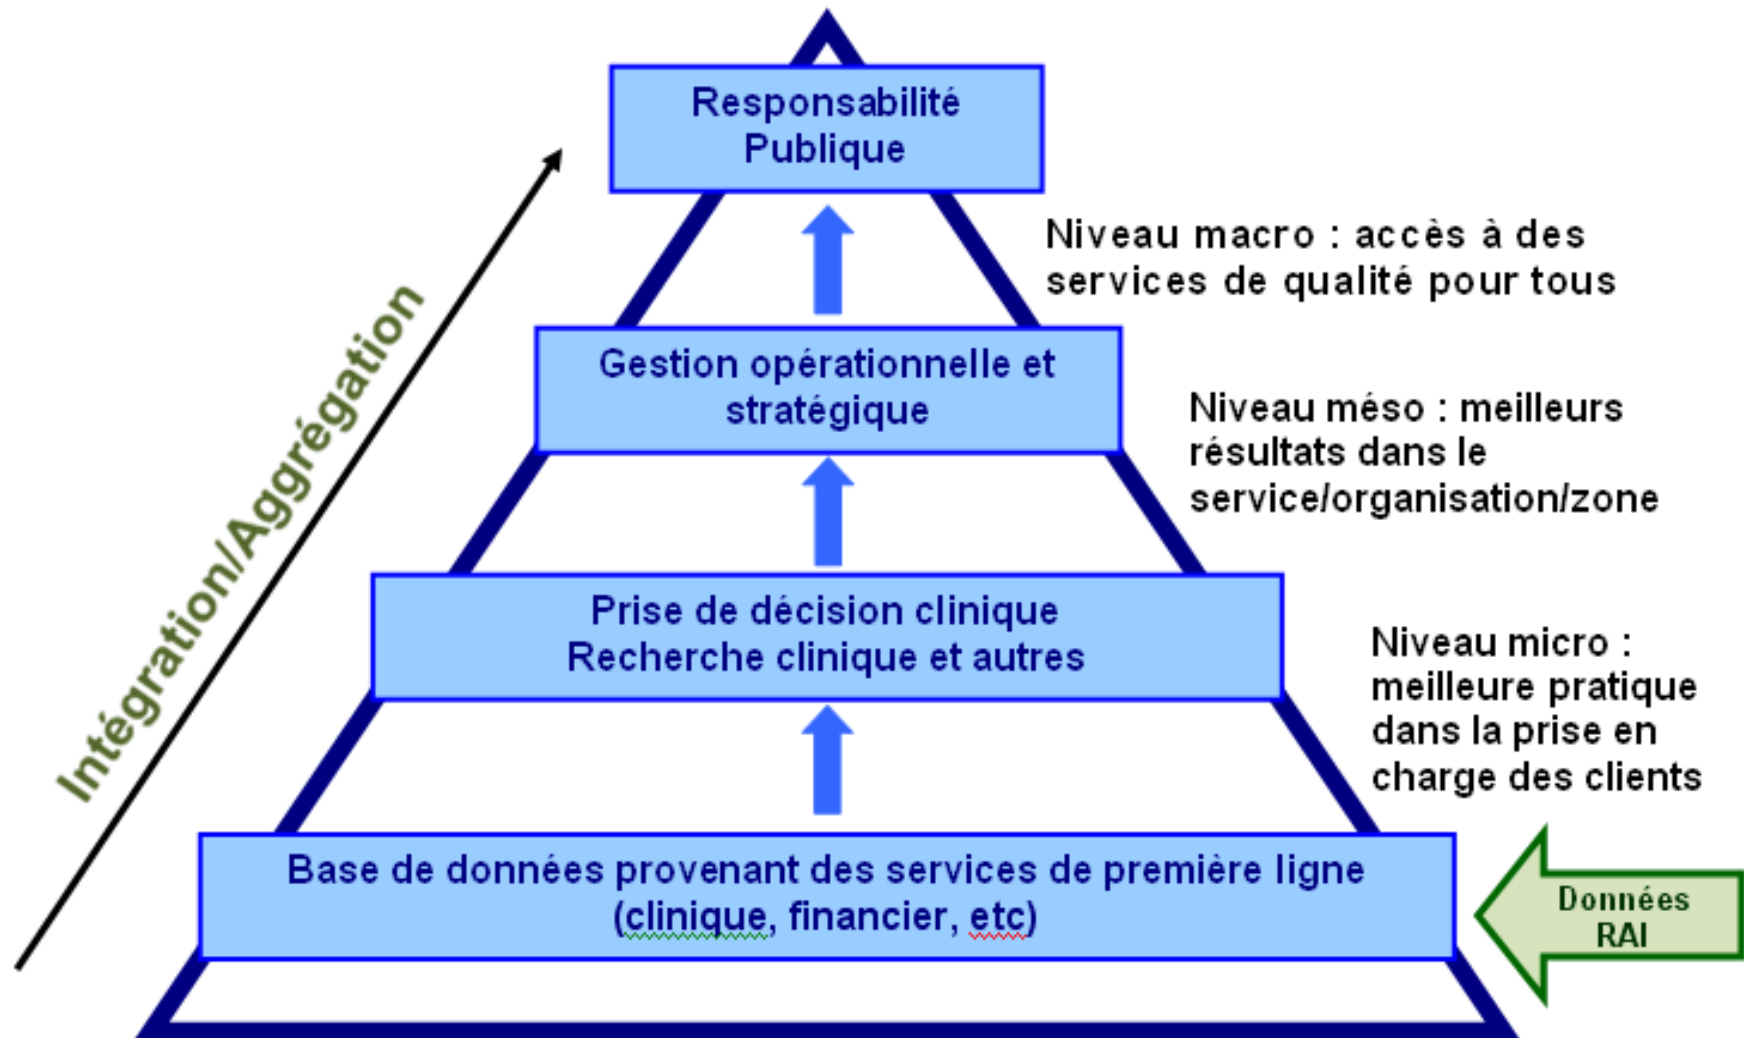 Responsabilité
Publique
Niveau macro : accès à des
services de qualité pour tous
Intégration/Aggrégation
Gestion opérationnelle et
stratégique
Niveau méso : meilleurs
résultats dans le
service/organisation/zone
Prise de décision clinique
Recherche clinique et autres
Niveau micro :
meilleure pratique
dans la prise en
charge des clients
Base de données provenant des services de première ligne
(clinique, financier, etc)
Données
RAI